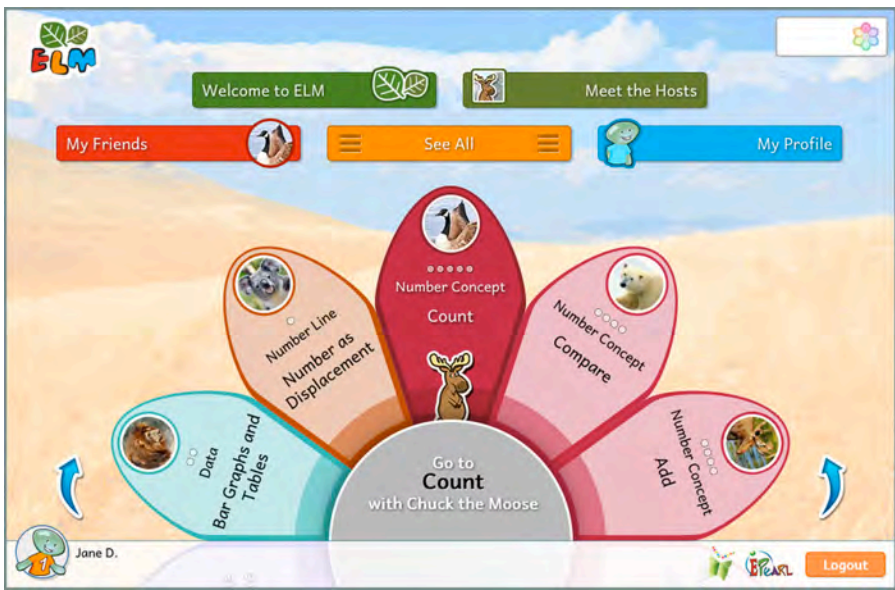 ELM
Welcome to ELM
Meet the Hosts
My Friends
See All
My Profile
Number Concept
Count
Number Line
Number as
Displacement
Number Concept
Compare
Data
Bar Graphs and
Tables
Number Concept
Add
Go to
Count
with Chuck the Moose
1
Jane D.
EPEARL
Logout